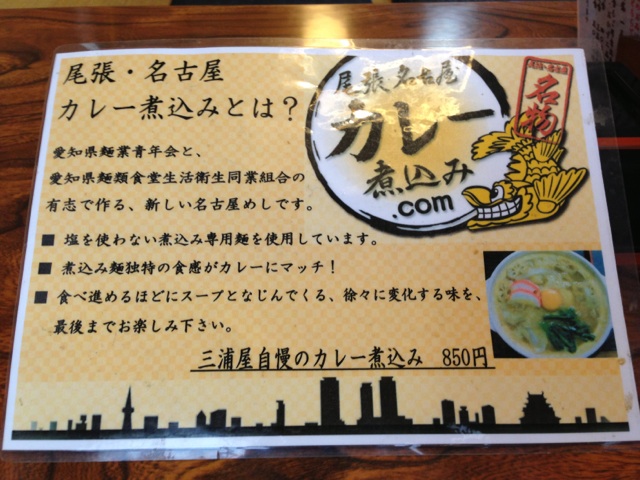 尾張・名古屋
カレー煮込みとは？
愛知県麺業青年会と、
愛知県麺類食堂生活衛生同業組合の
有志で作る、新しい名古屋めしです。
■ 塩を使わない煮込み専用麺を使用しています。
■ 煮込み麺独特の食感がカレーにマッチ！
■ 食べ進めるほどにスープとなじんでくる、徐々に変化する味を、
最後までお楽しみ下さい。
三浦屋自慢のカレー煮込み 850円
尾張 名古屋
カレー
煮込み
.com
尾張・名古屋
名物